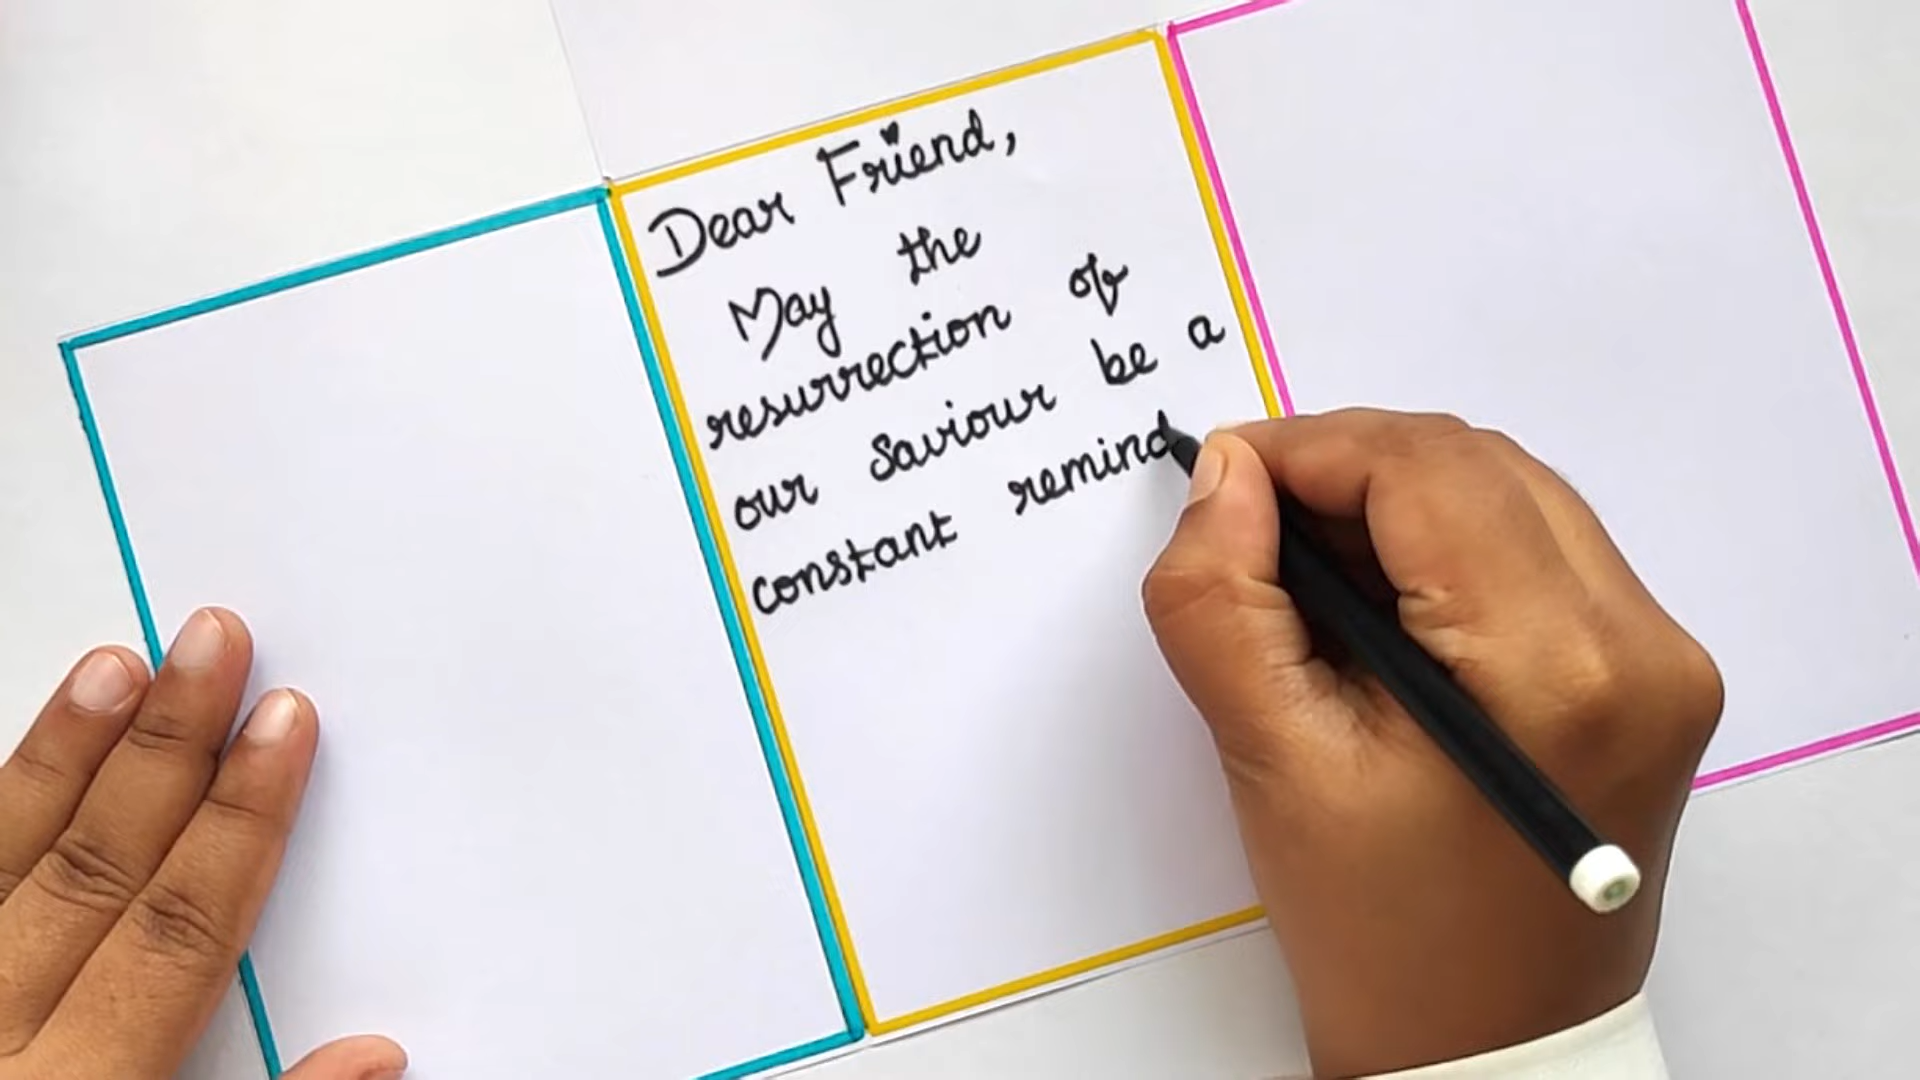 Dear Friend,
May the
resurrection of
our saviour be a
constant remind